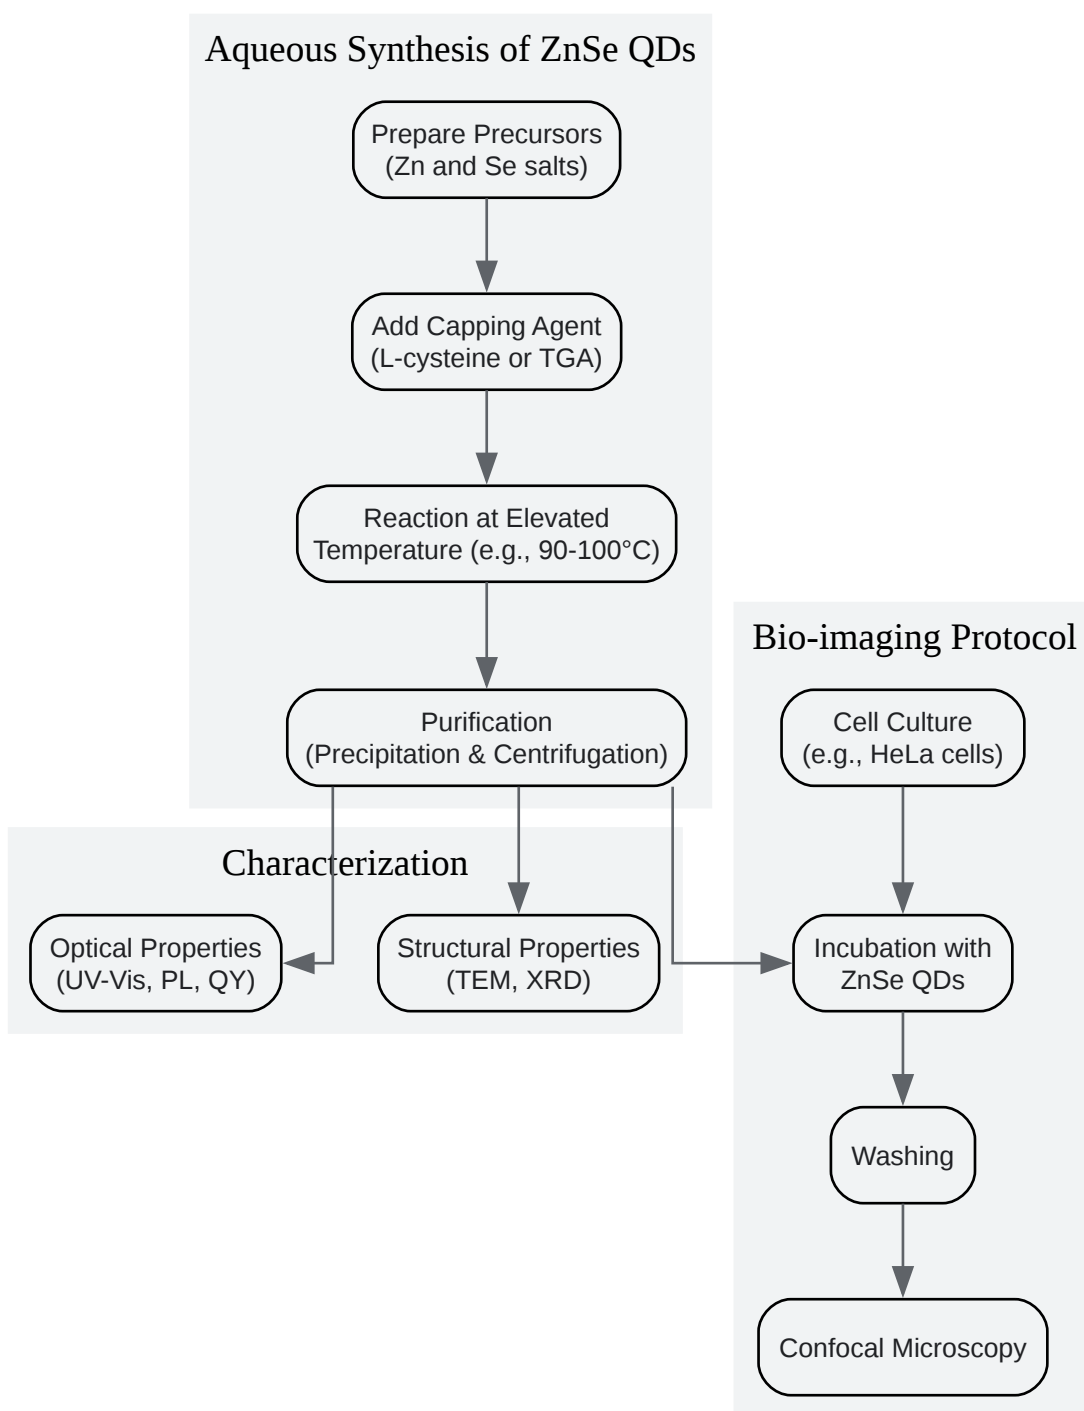 Aqueous Synthesis of ZnSe QDs
Prepare Precursors
(Zn and Se salts)
Add Capping Agent
(L-cysteine or TGA)
Reaction at Elevated
Temperature (e.g., 90-100°C)
Purification
(Precipitation & Centrifugation)
Characterization
Optical Properties
(UV-Vis, PL, QY)
Structural Properties
(TEM, XRD)
Bio-imaging Protocol
Cell Culture
(e.g., HeLa cells)
Incubation with
ZnSe QDs
Washing
Confocal Microscopy